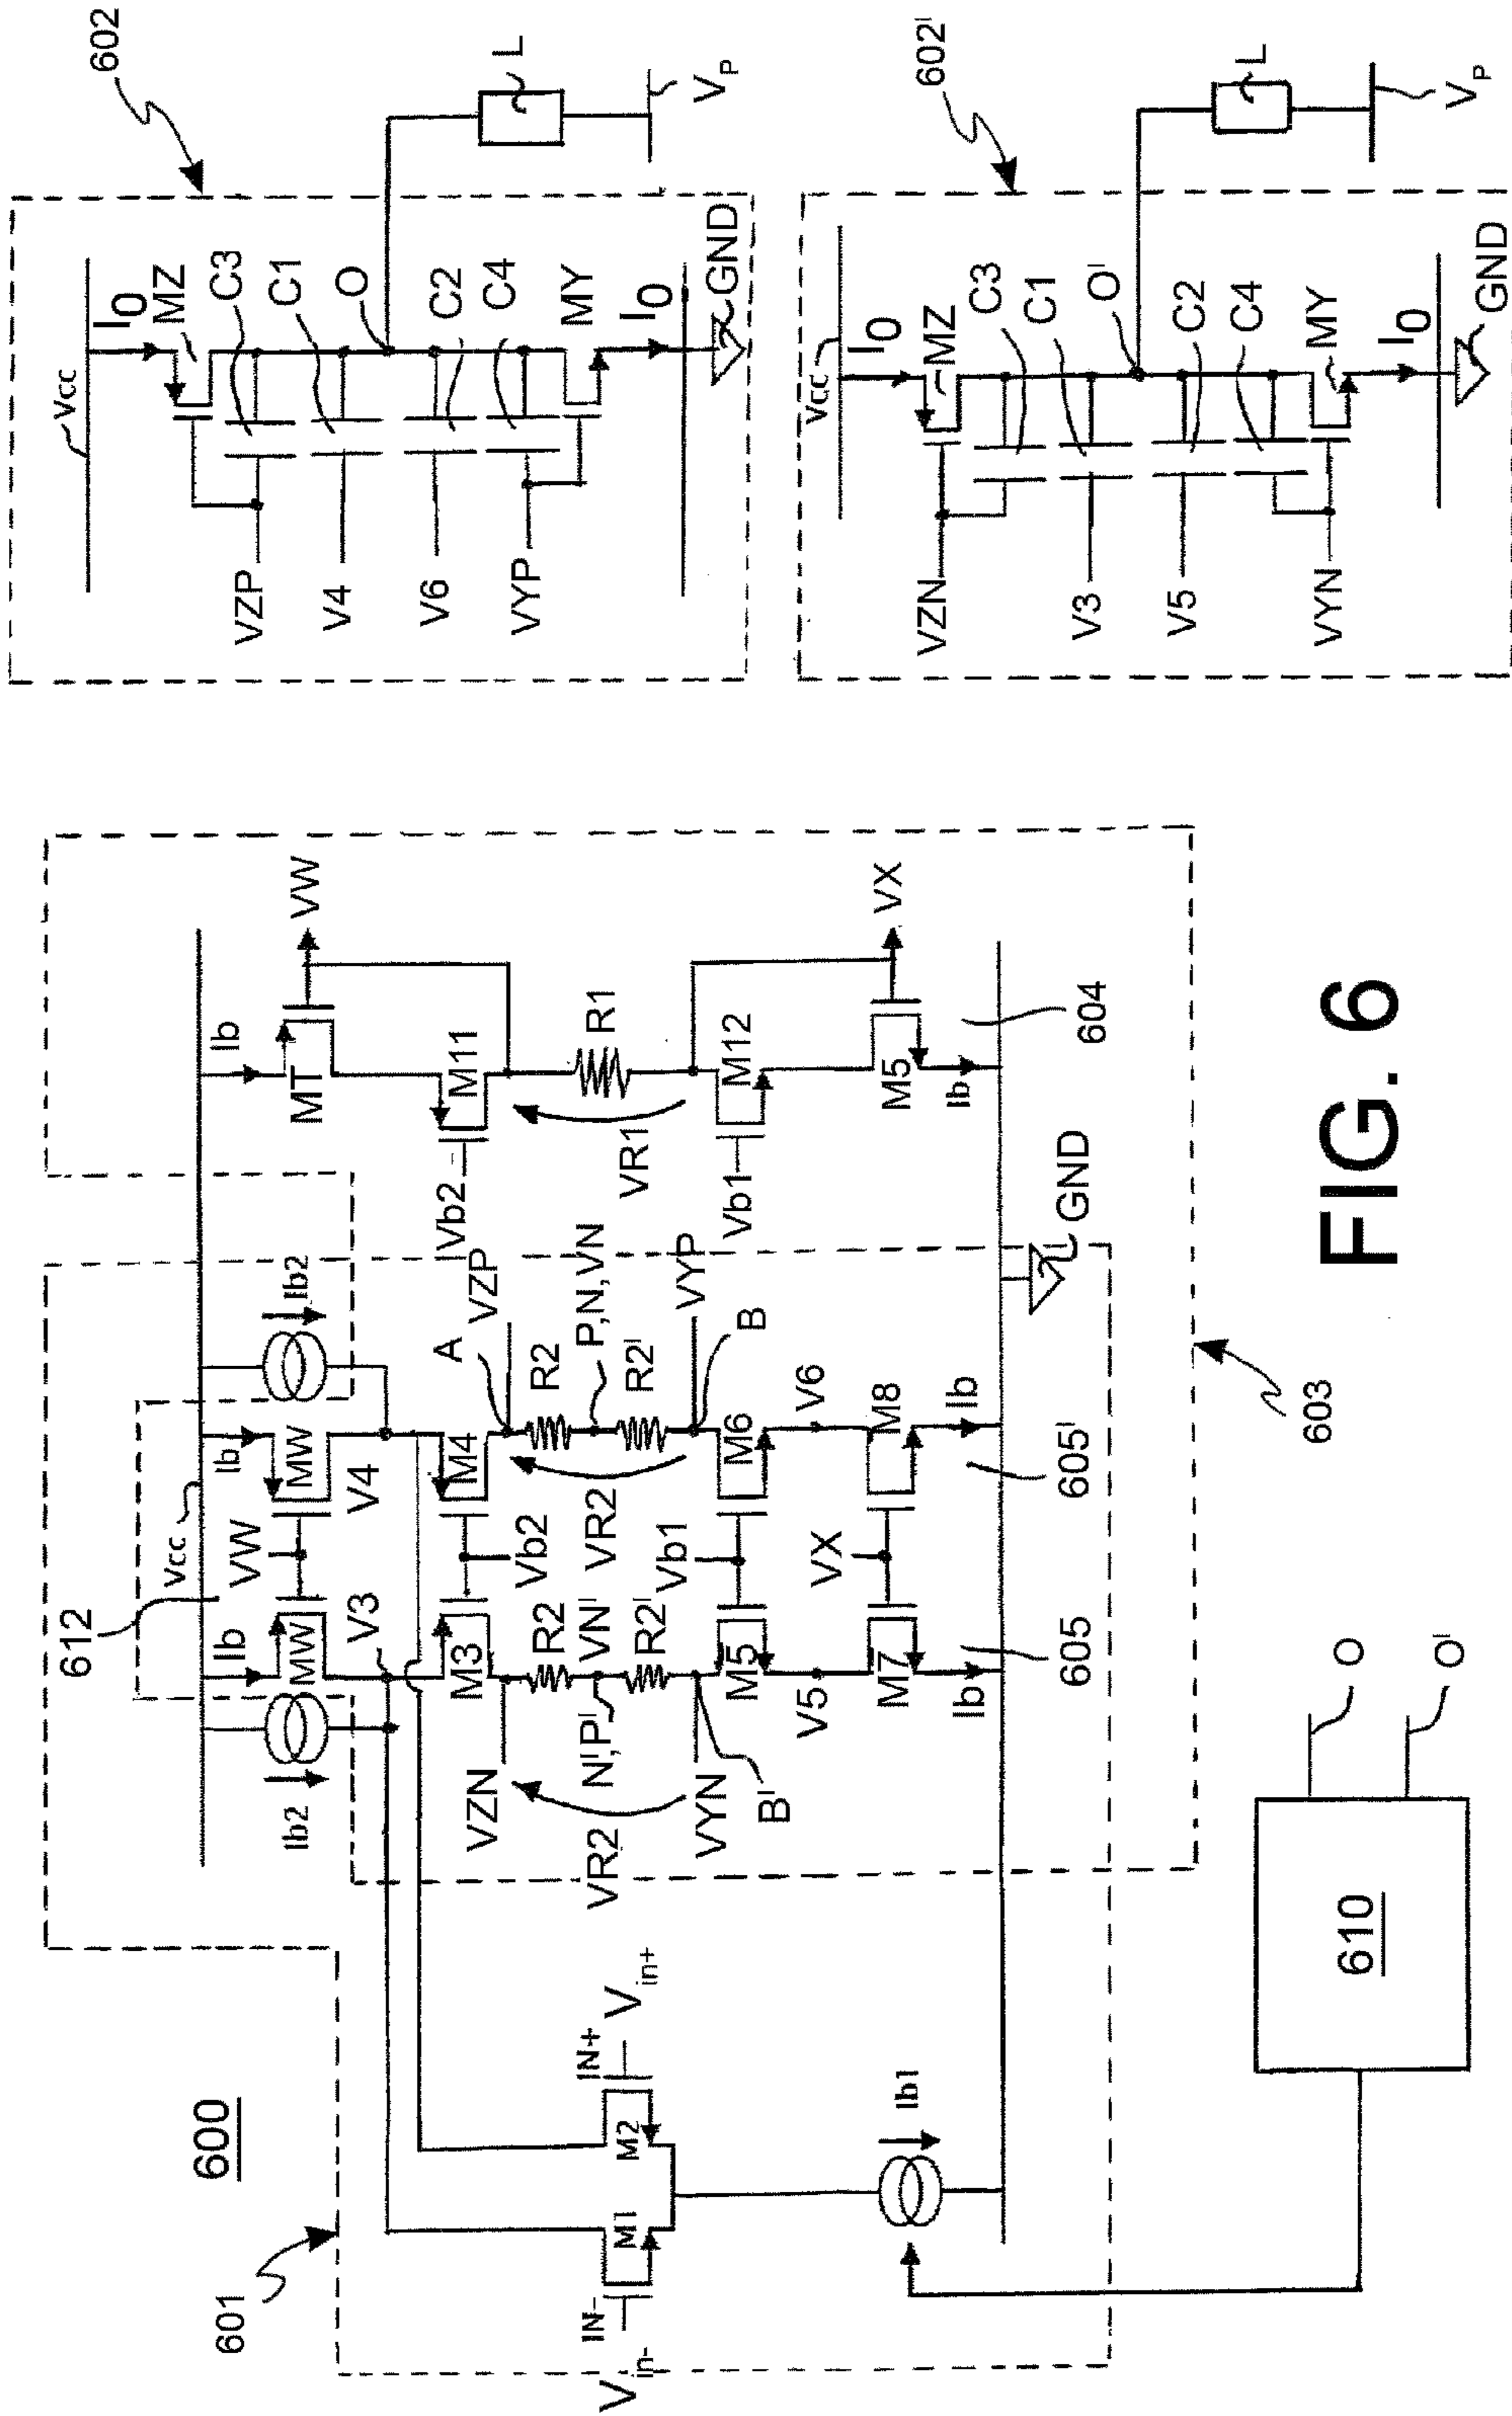 600
601
612
Vcc
Ib2
Ib
MW
VW
Ib
MW
Ib2
V3
V4
M3
M4
Vb2
VZN
A
VZP
R2
R2
VN'
N',P'
P,N,VN
VR2
VR2
R2'
R2'
VYN
B'
VYP
B
Vb1
M5
M6
V5
V6
VX
M7
M8
Ib
Ib
605
605'
GND
603
Ib
MT
VW
Vb2
M11
VR1
R1
Vb1
M12
VX
M5
Ib
604
IN-
Vin-
M1
M2
IN+
Vin+
Ib1
610
O
O'
602
Vcc
IO
MZ
C3
C1
O
C2
C4
MY
IO
GND
VZP
V4
V6
VYP
L
VP
602'
Vcc
IO
MZ
C3
C1
O'
C2
C4
MY
IO
GND
VZN
V3
V5
VYN
L
VP
FIG. 6